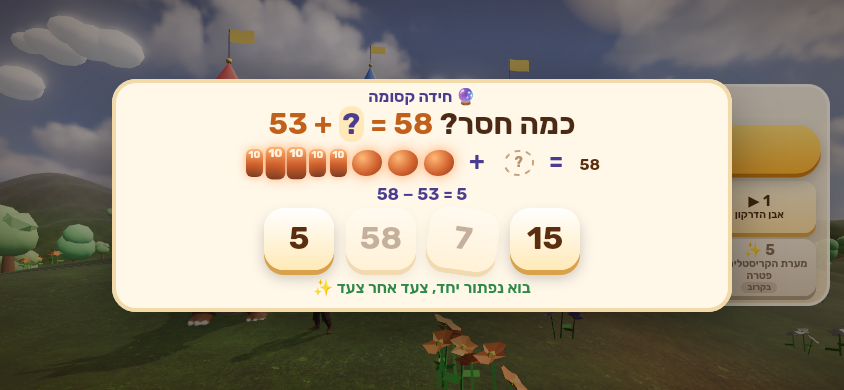 🔮 חידה קסומה
כמה חסר? 58 = ? + 53
10 10 10 10 10 + ? = 58
58 − 53 = 5
5 58 7 15
בוא נפתור יחד, צעד אחר צעד ✨
1 ▶
אבן הדרקון
5 ✨
מערת הקריסטלי
פטרה
בקרוב